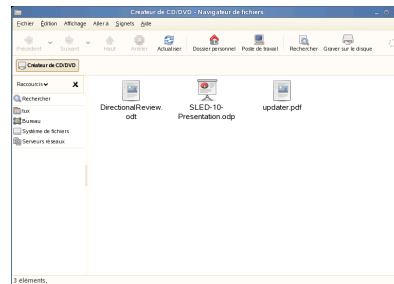 Créateur de CD/DVD - Navigateur de fichiers
Fichier Édition Affichage Aller à Signets Aide
Précédent Suivant Haut Arrêter Actualiser Dossier personnel Poste de travail Rechercher Graver sur le disque
Créateur de CD/DVD
Raccourcis
Rechercher
tux
Bureau
Système de fichiers
Serveurs réseaux
DirectionalReview.odt
SLED-10-Presentation.odp
updater.pdf
3 éléments,